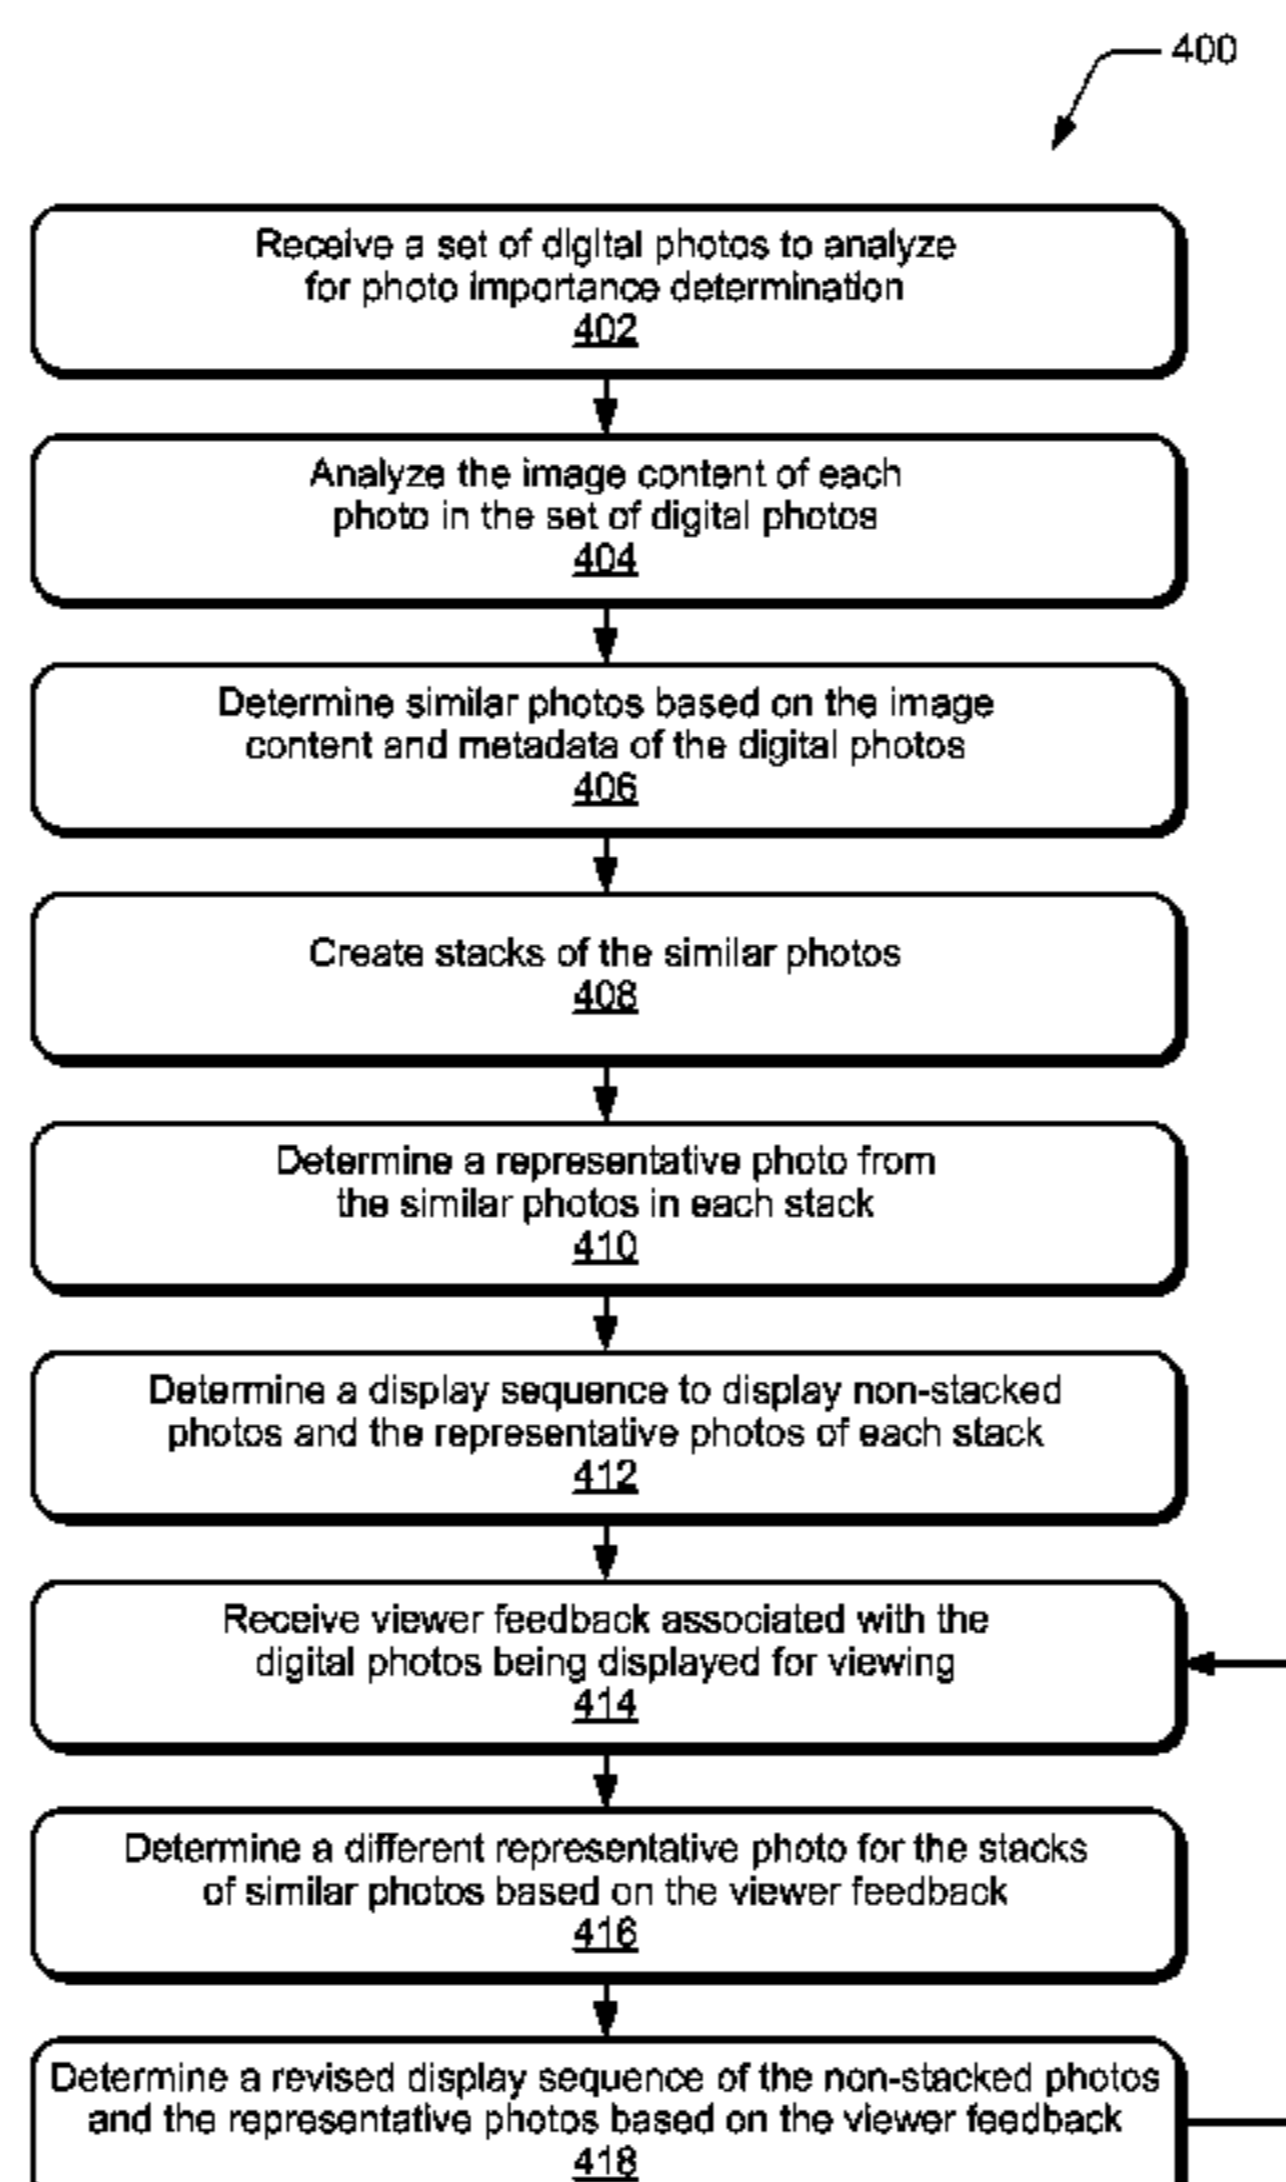 400
Receive a set of digital photos to analyze
for photo importance determination
402
Analyze the image content of each
photo in the set of digital photos
404
Determine similar photos based on the image
content and metadata of the digital photos
406
Create stacks of the similar photos
408
Determine a representative photo from
the similar photos in each stack
410
Determine a display sequence to display non-stacked
photos and the representative photos of each stack
412
Receive viewer feedback associated with the
digital photos being displayed for viewing
414
Determine a different representative photo for the stacks
of similar photos based on the viewer feedback
416
Determine a revised display sequence of the non-stacked photos
and the representative photos based on the viewer feedback
418